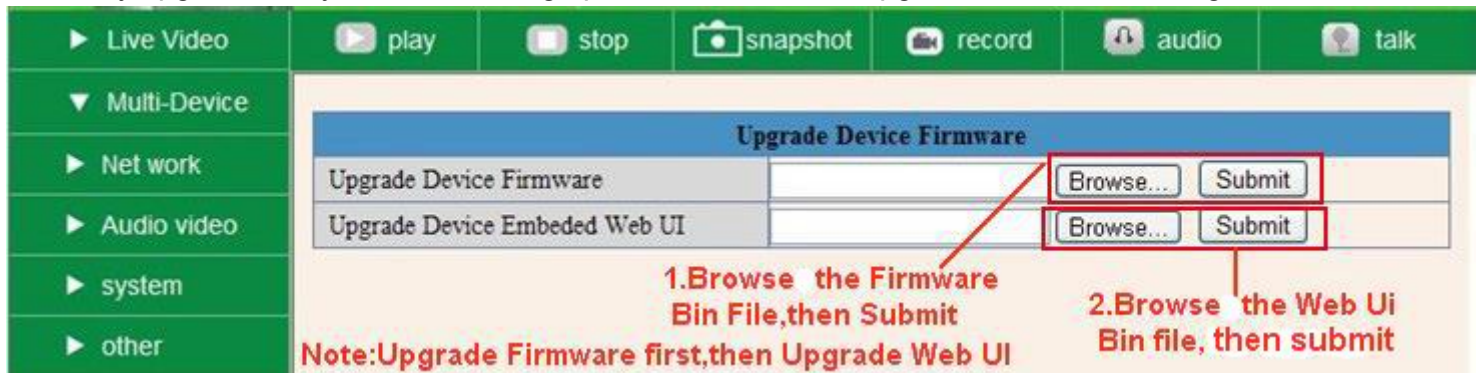 Live Video
play
stop
snapshot
record
audio
talk
Multi-Device
Net work
Audio video
system
other
Upgrade Device Firmware
Upgrade Device Firmware
Browse...
Submit
Upgrade Device Embeded Web UI
Browse...
Submit
1.Browse the Firmware
Bin File,then Submit
2.Browse the Web Ui
Bin file, then submit
Note:Upgrade Firmware first,then Upgrade Web UI